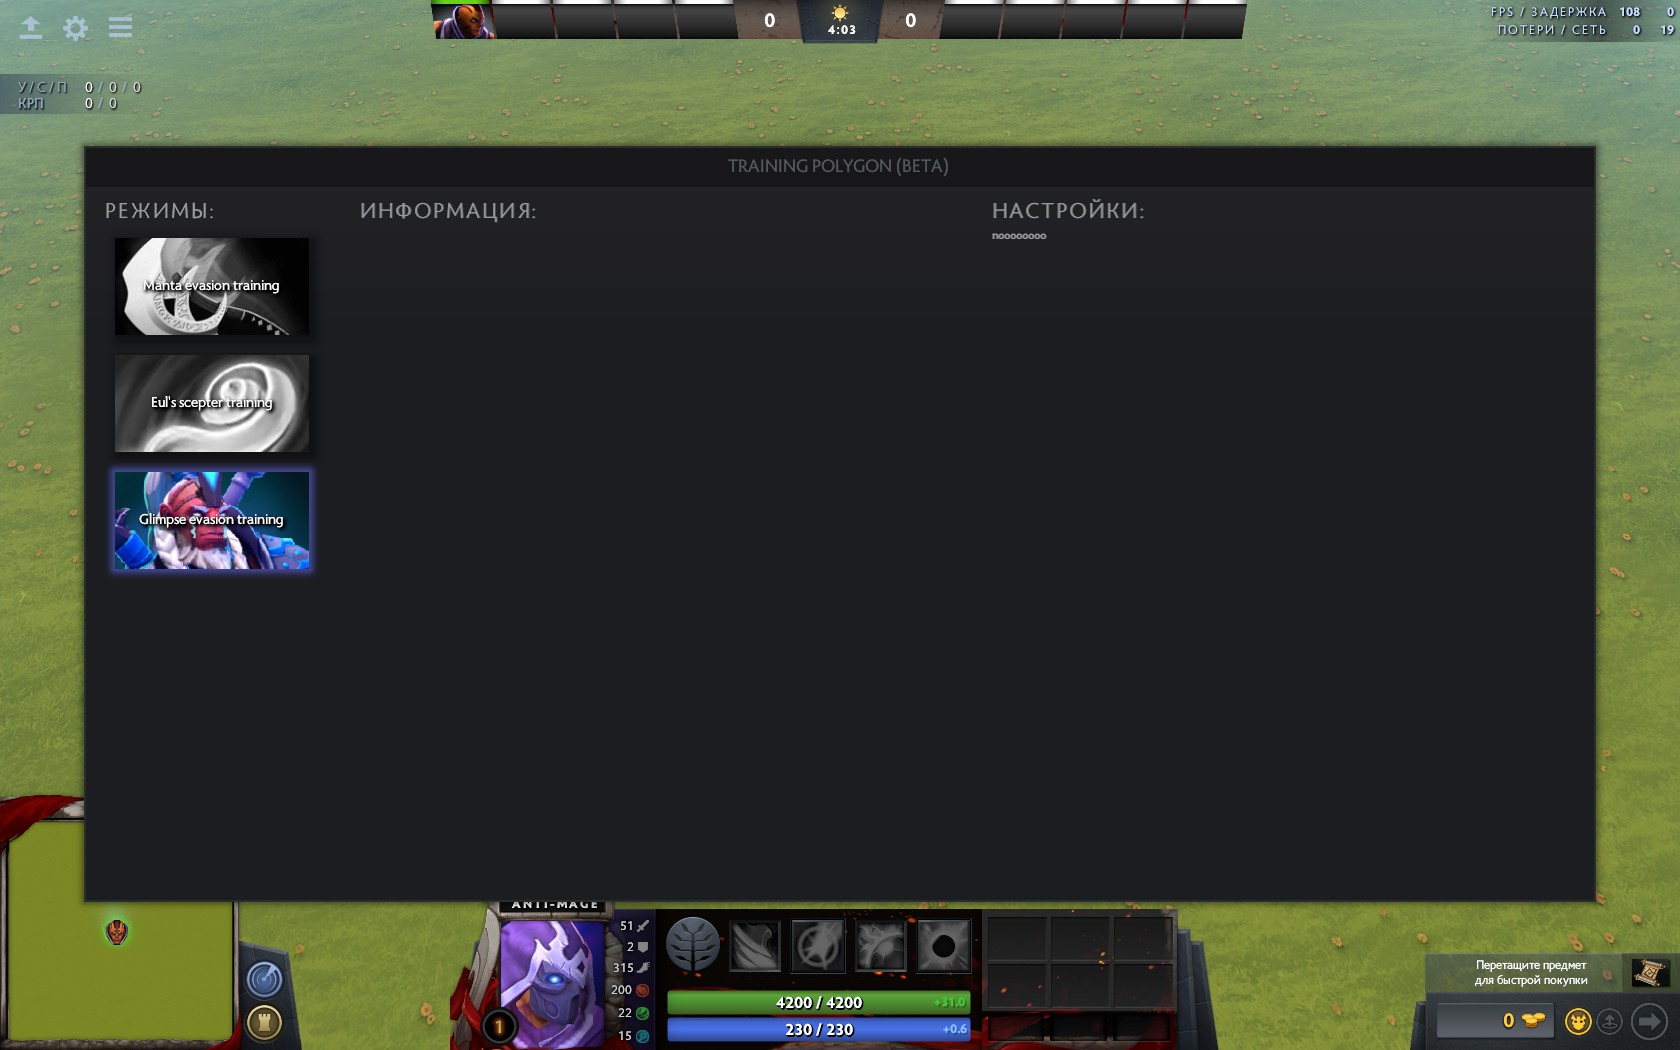 0
4:03
0
FPS / ЗАДЕРЖКА 108 0
ПОТЕРИ / СЕТЬ 0 19
У / С / П 0 / 0 / 0
КРП 0 / 0
TRAINING POLYGON (BETA)
РЕЖИМЫ:
ИНФОРМАЦИЯ:
НАСТРОЙКИ:
nooooooooo
Manta evasion training
Eul's scepter training
Glimpse evasion training
ANTI-MAGE
51
2
315
200
22
15
1
4200 / 4200 +31.0
230 / 230 +0.6
Перетащите предмет
для быстрой покупки
0